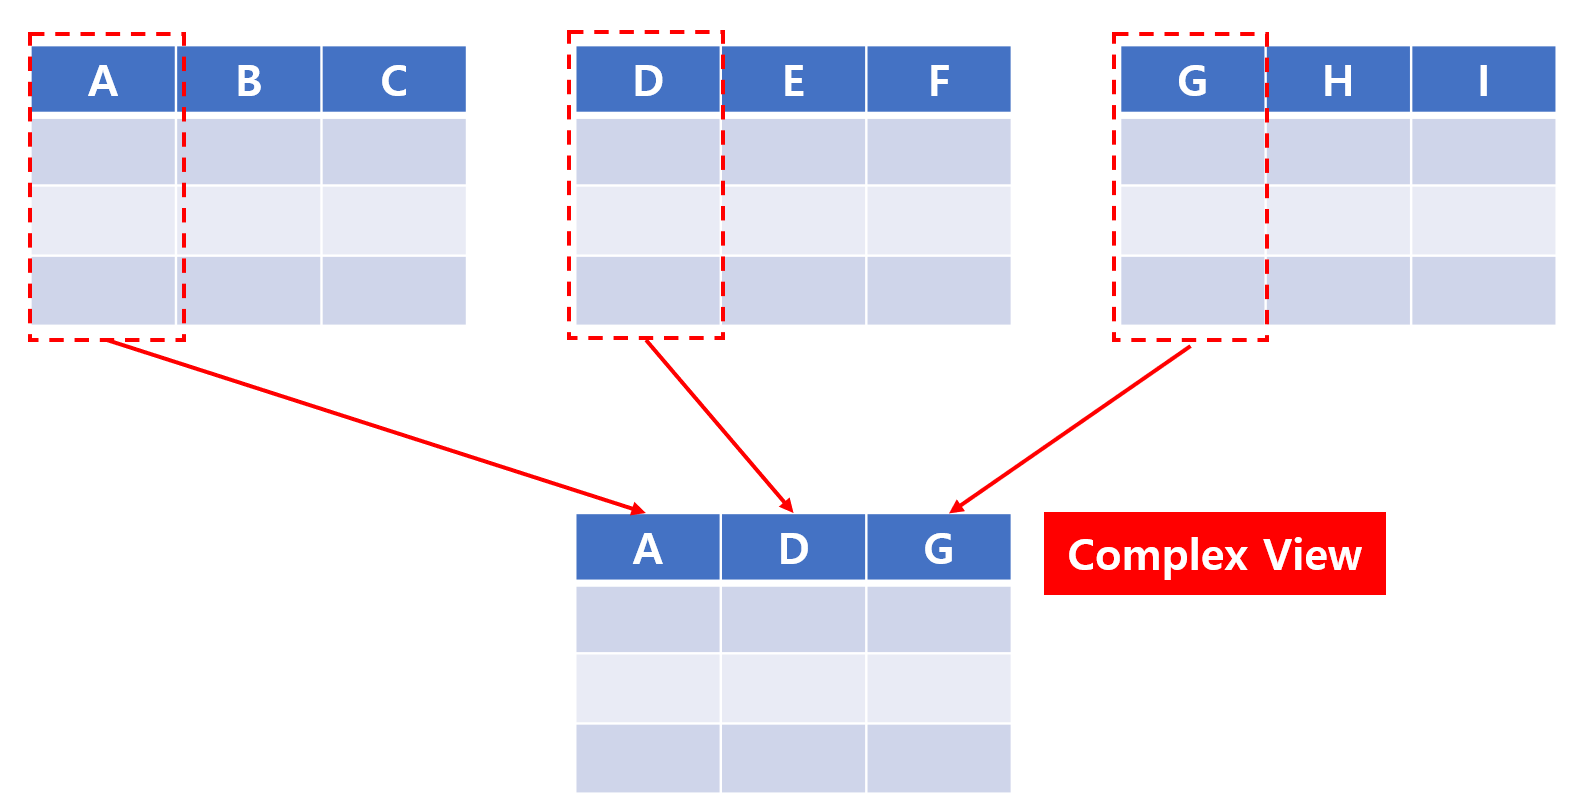 A B C
D E F
G H I
A D G
Complex View